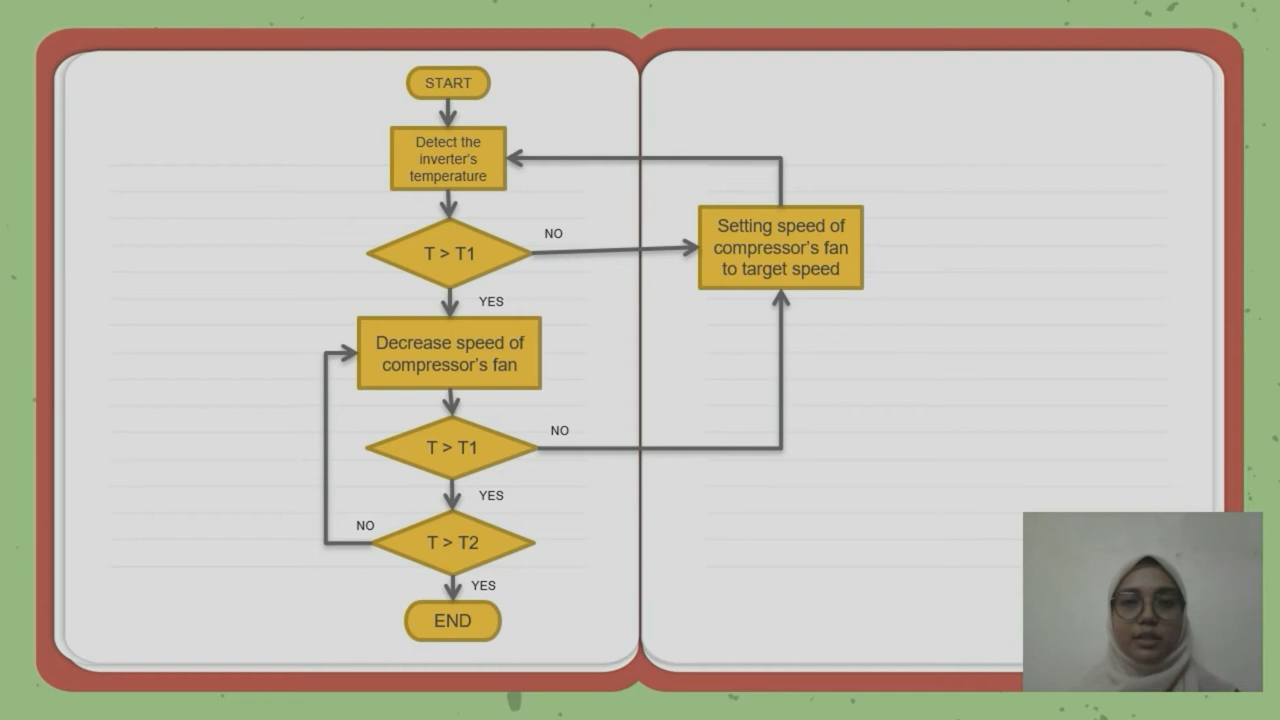 START
Detect the
inverter's
temperature
T > T1
NO
Setting speed of
compressor's fan
to target speed
YES
Decrease speed of
compressor's fan
T > T1
NO
YES
T > T2
NO
YES
END